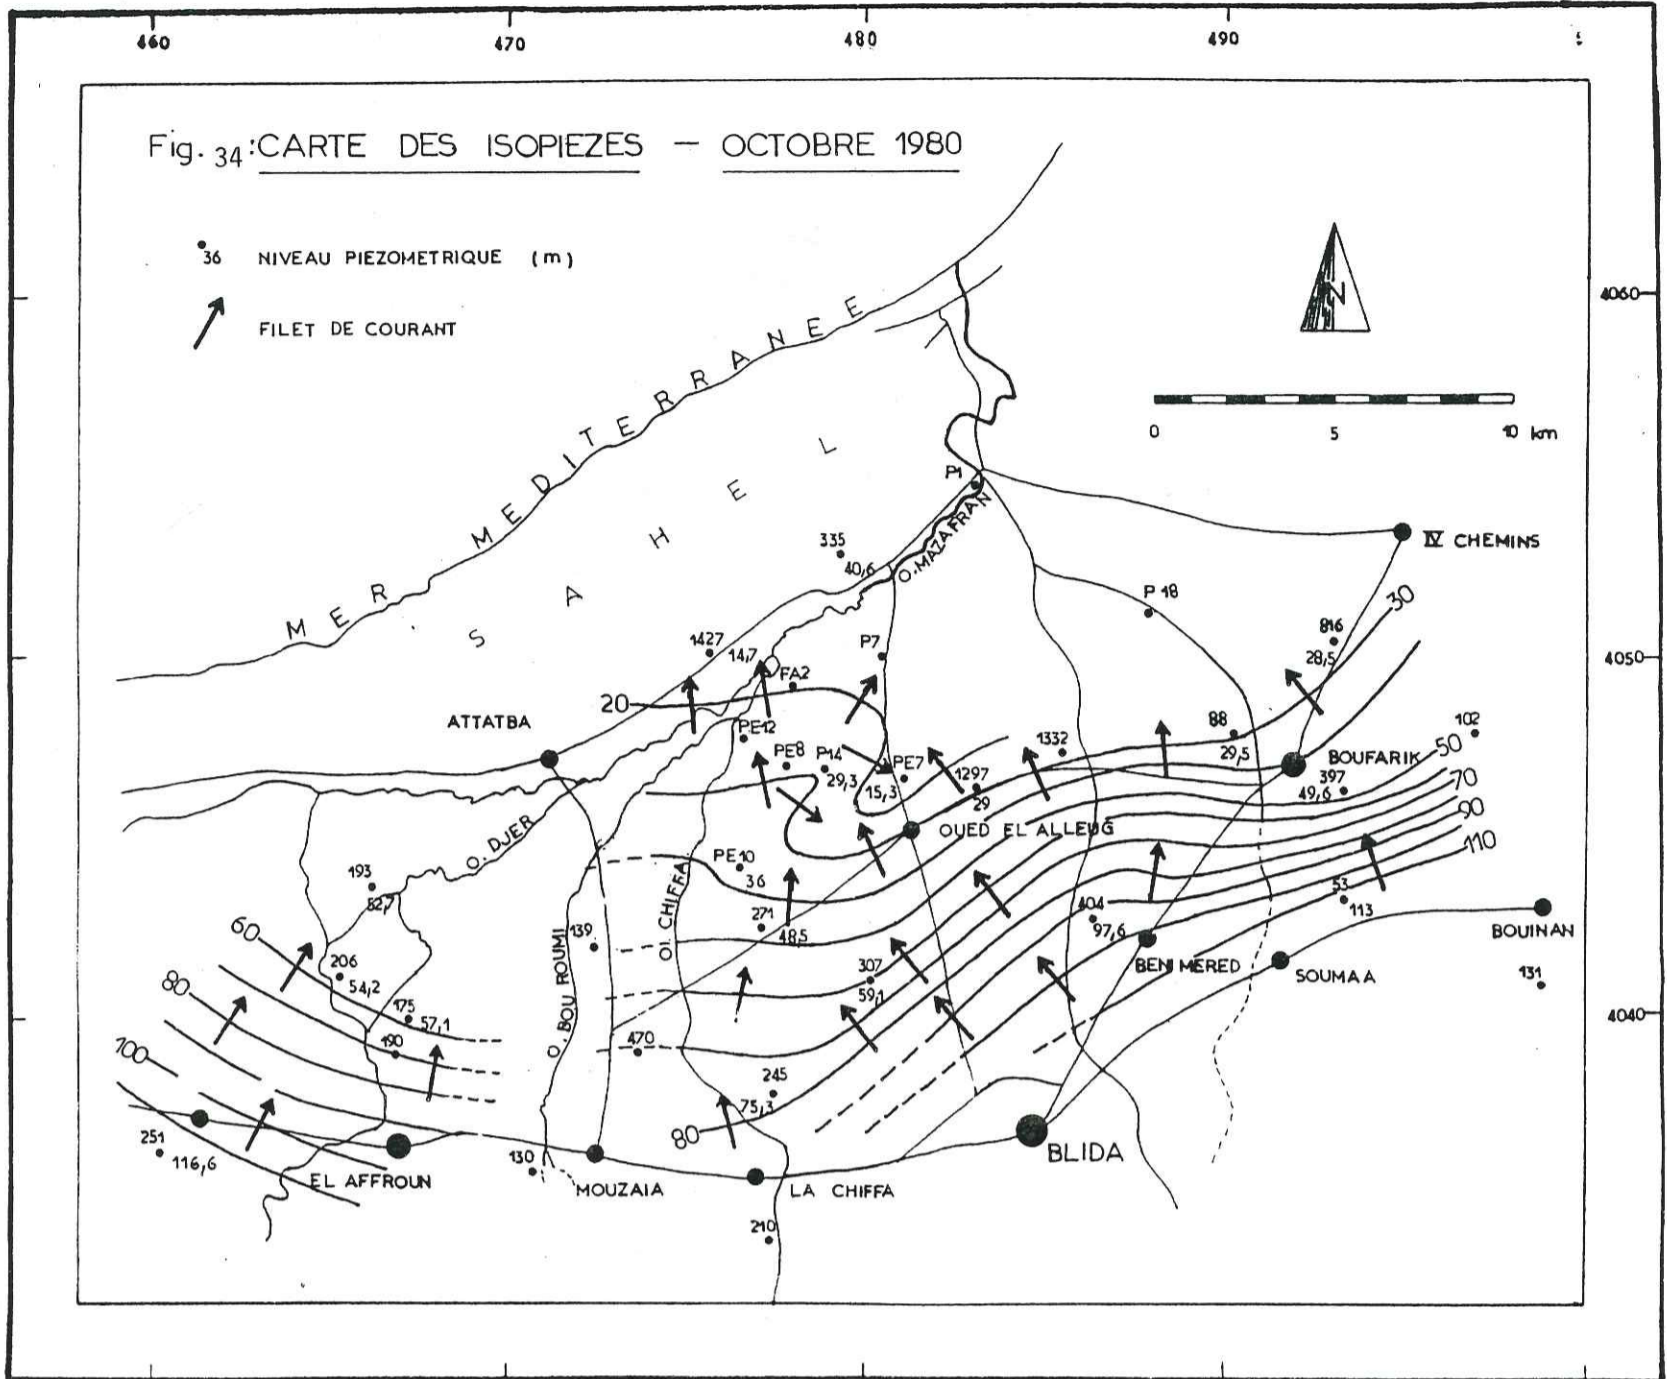 460 470 480 490
Fig. 34 : CARTE DES ISOPIEZES — OCTOBRE 1980
36 NIVEAU PIEZOMETRIQUE (m)
FILET DE COURANT
N
4060
0 5 10 km
MER MEDITERRANEE
SAHEL
P1
O. MAZAFRAN
IV CHEMINS
335
40,6
P 18
30
816
28,5
1427
14,7
P7
4050
FA2
20
ATTATBA
PE12
88
29,5
102
50
1332
PE8
P14
29,3
PE7
15,3
1297
29
BOUFARIK
397
49,6
70
90
110
OUED EL ALLEUG
O. DJER
PE10
36
193
52,7
O. CHIFFA
271
48,5
404
97,6
53
113
BOUINAN
60
139
O. BOU ROUMI
206
54,2
307
59,1
BENI MERED
SOUMAA
131
80
175
57,1
190
470
4040
100
245
75,3
80
251
116,6
EL AFFROUN
130
MOUZAIA
LA CHIFFA
BLIDA
210